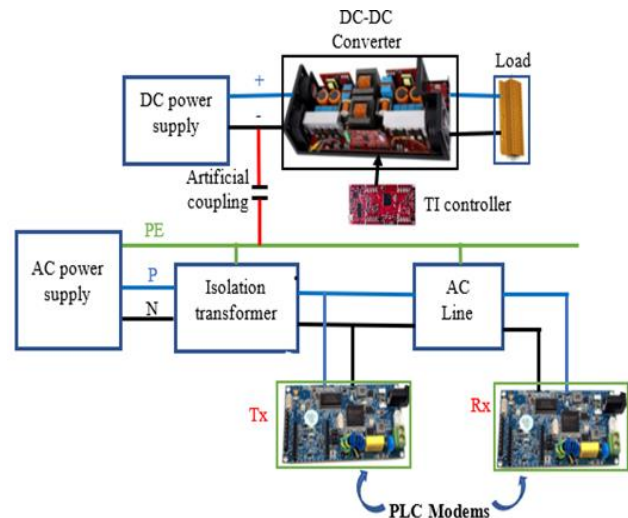 DC-DC
Converter
Load
DC power
supply
+
-
Artificial
coupling
TI controller
PE
AC power
supply
P
N
Isolation
transformer
AC
Line
Tx
Rx
PLC Modems